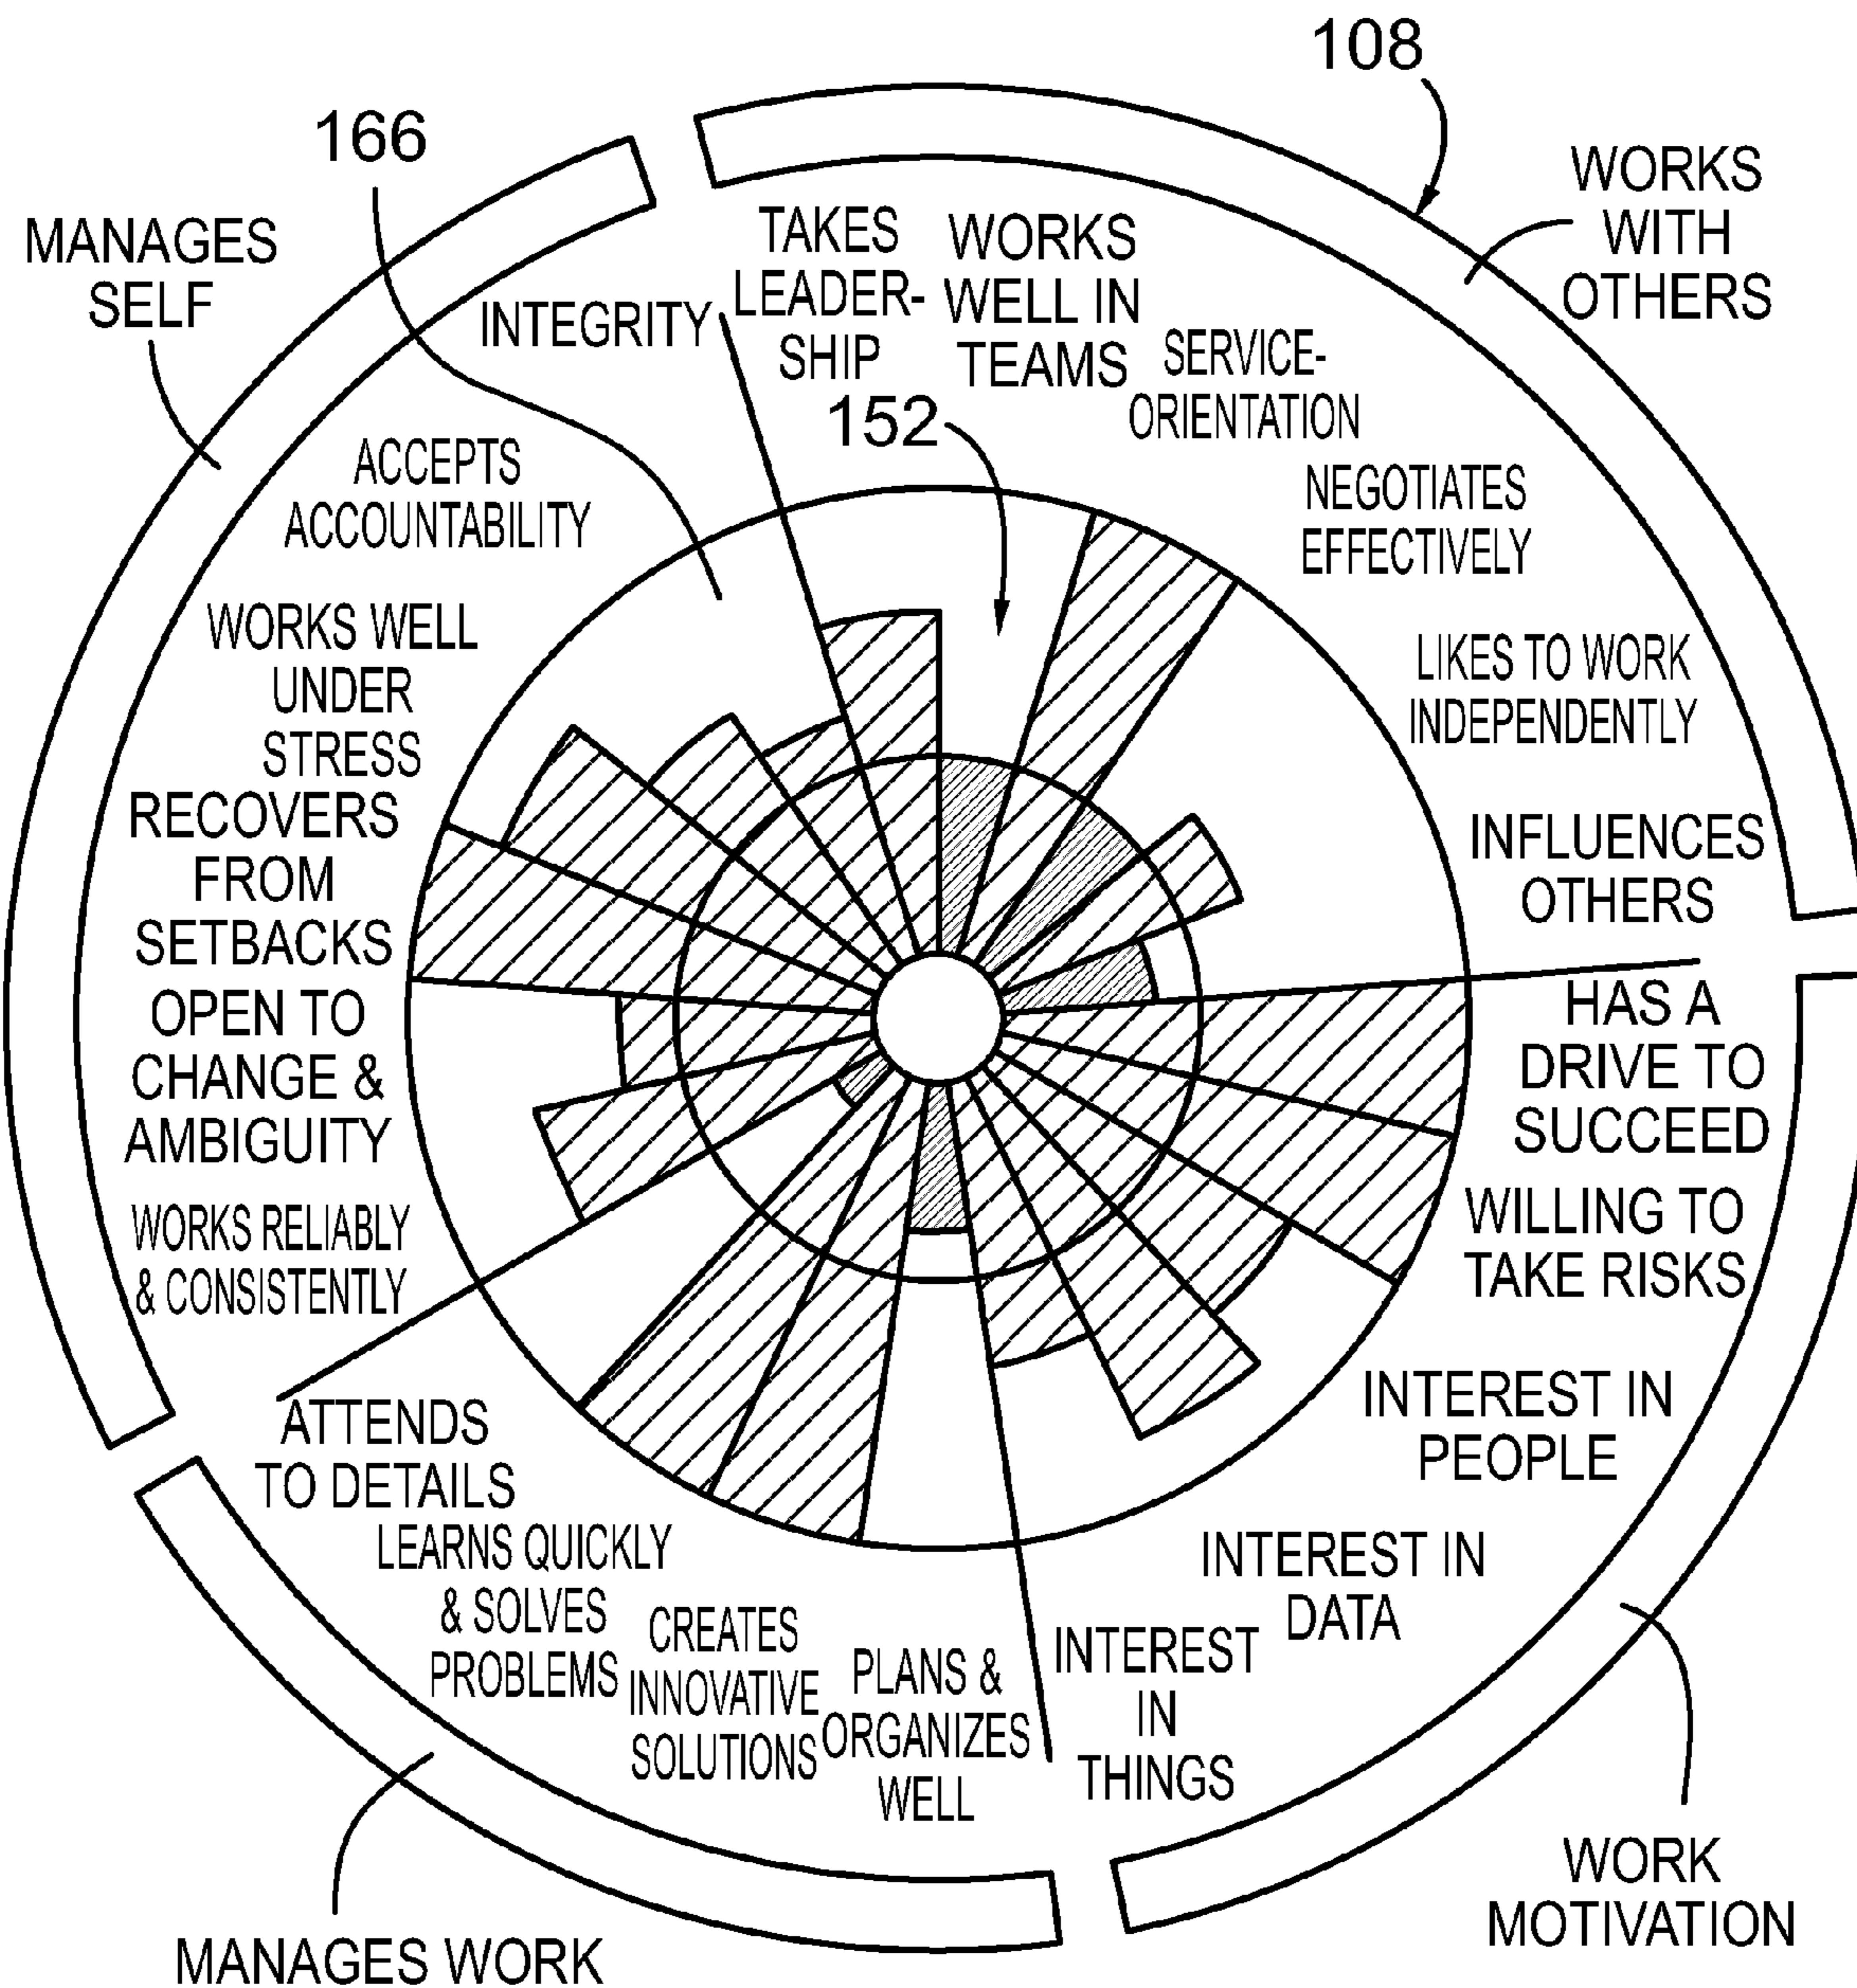 108
166
WORKS
WITH
OTHERS
MANAGES
SELF
TAKES
LEADER-
SHIP
WORKS
WELL IN
TEAMS
INTEGRITY
SERVICE-
ORIENTATION
152
ACCEPTS
ACCOUNTABILITY
NEGOTIATES
EFFECTIVELY
WORKS WELL
UNDER
STRESS
LIKES TO WORK
INDEPENDENTLY
RECOVERS
FROM
SETBACKS
INFLUENCES
OTHERS
OPEN TO
CHANGE &
AMBIGUITY
HAS A
DRIVE TO
SUCCEED
WORKS RELIABLY
& CONSISTENTLY
WILLING TO
TAKE RISKS
ATTENDS
TO DETAILS
INTEREST IN
PEOPLE
LEARNS QUICKLY
& SOLVES
PROBLEMS
INTEREST IN
DATA
CREATES
INNOVATIVE
SOLUTIONS
PLANS &
ORGANIZES
WELL
INTEREST
IN
THINGS
WORK
MOTIVATION
MANAGES WORK